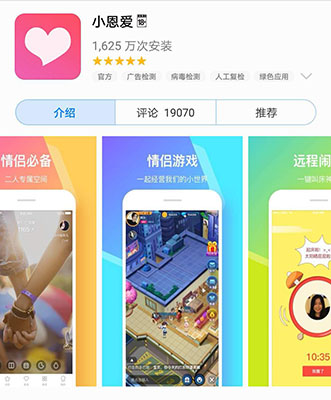 小恩爱 18+
1,625 万次安装
官方 广告检测 病毒检测 人工复检 绿色应用
介绍 评论 19070 推荐
情侣必备
二人专属空间
情侣游戏
一起经营我们的小世界
远程闹
一键叫床神
10:35